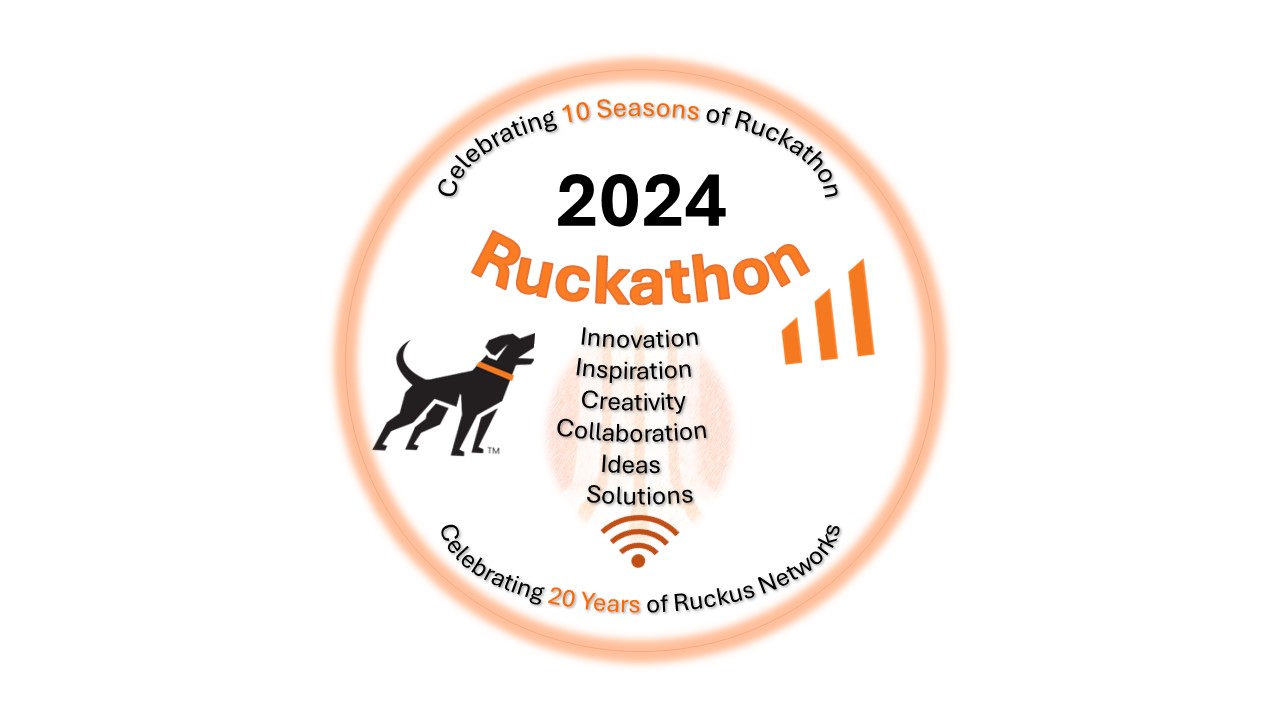 Celebrating 10 Seasons of Ruckathon
2024
Ruckathon
Innovation
Inspiration
Creativity
Collaboration
Ideas
Solutions
TM
Celebrating 20 Years of Ruckus Networks